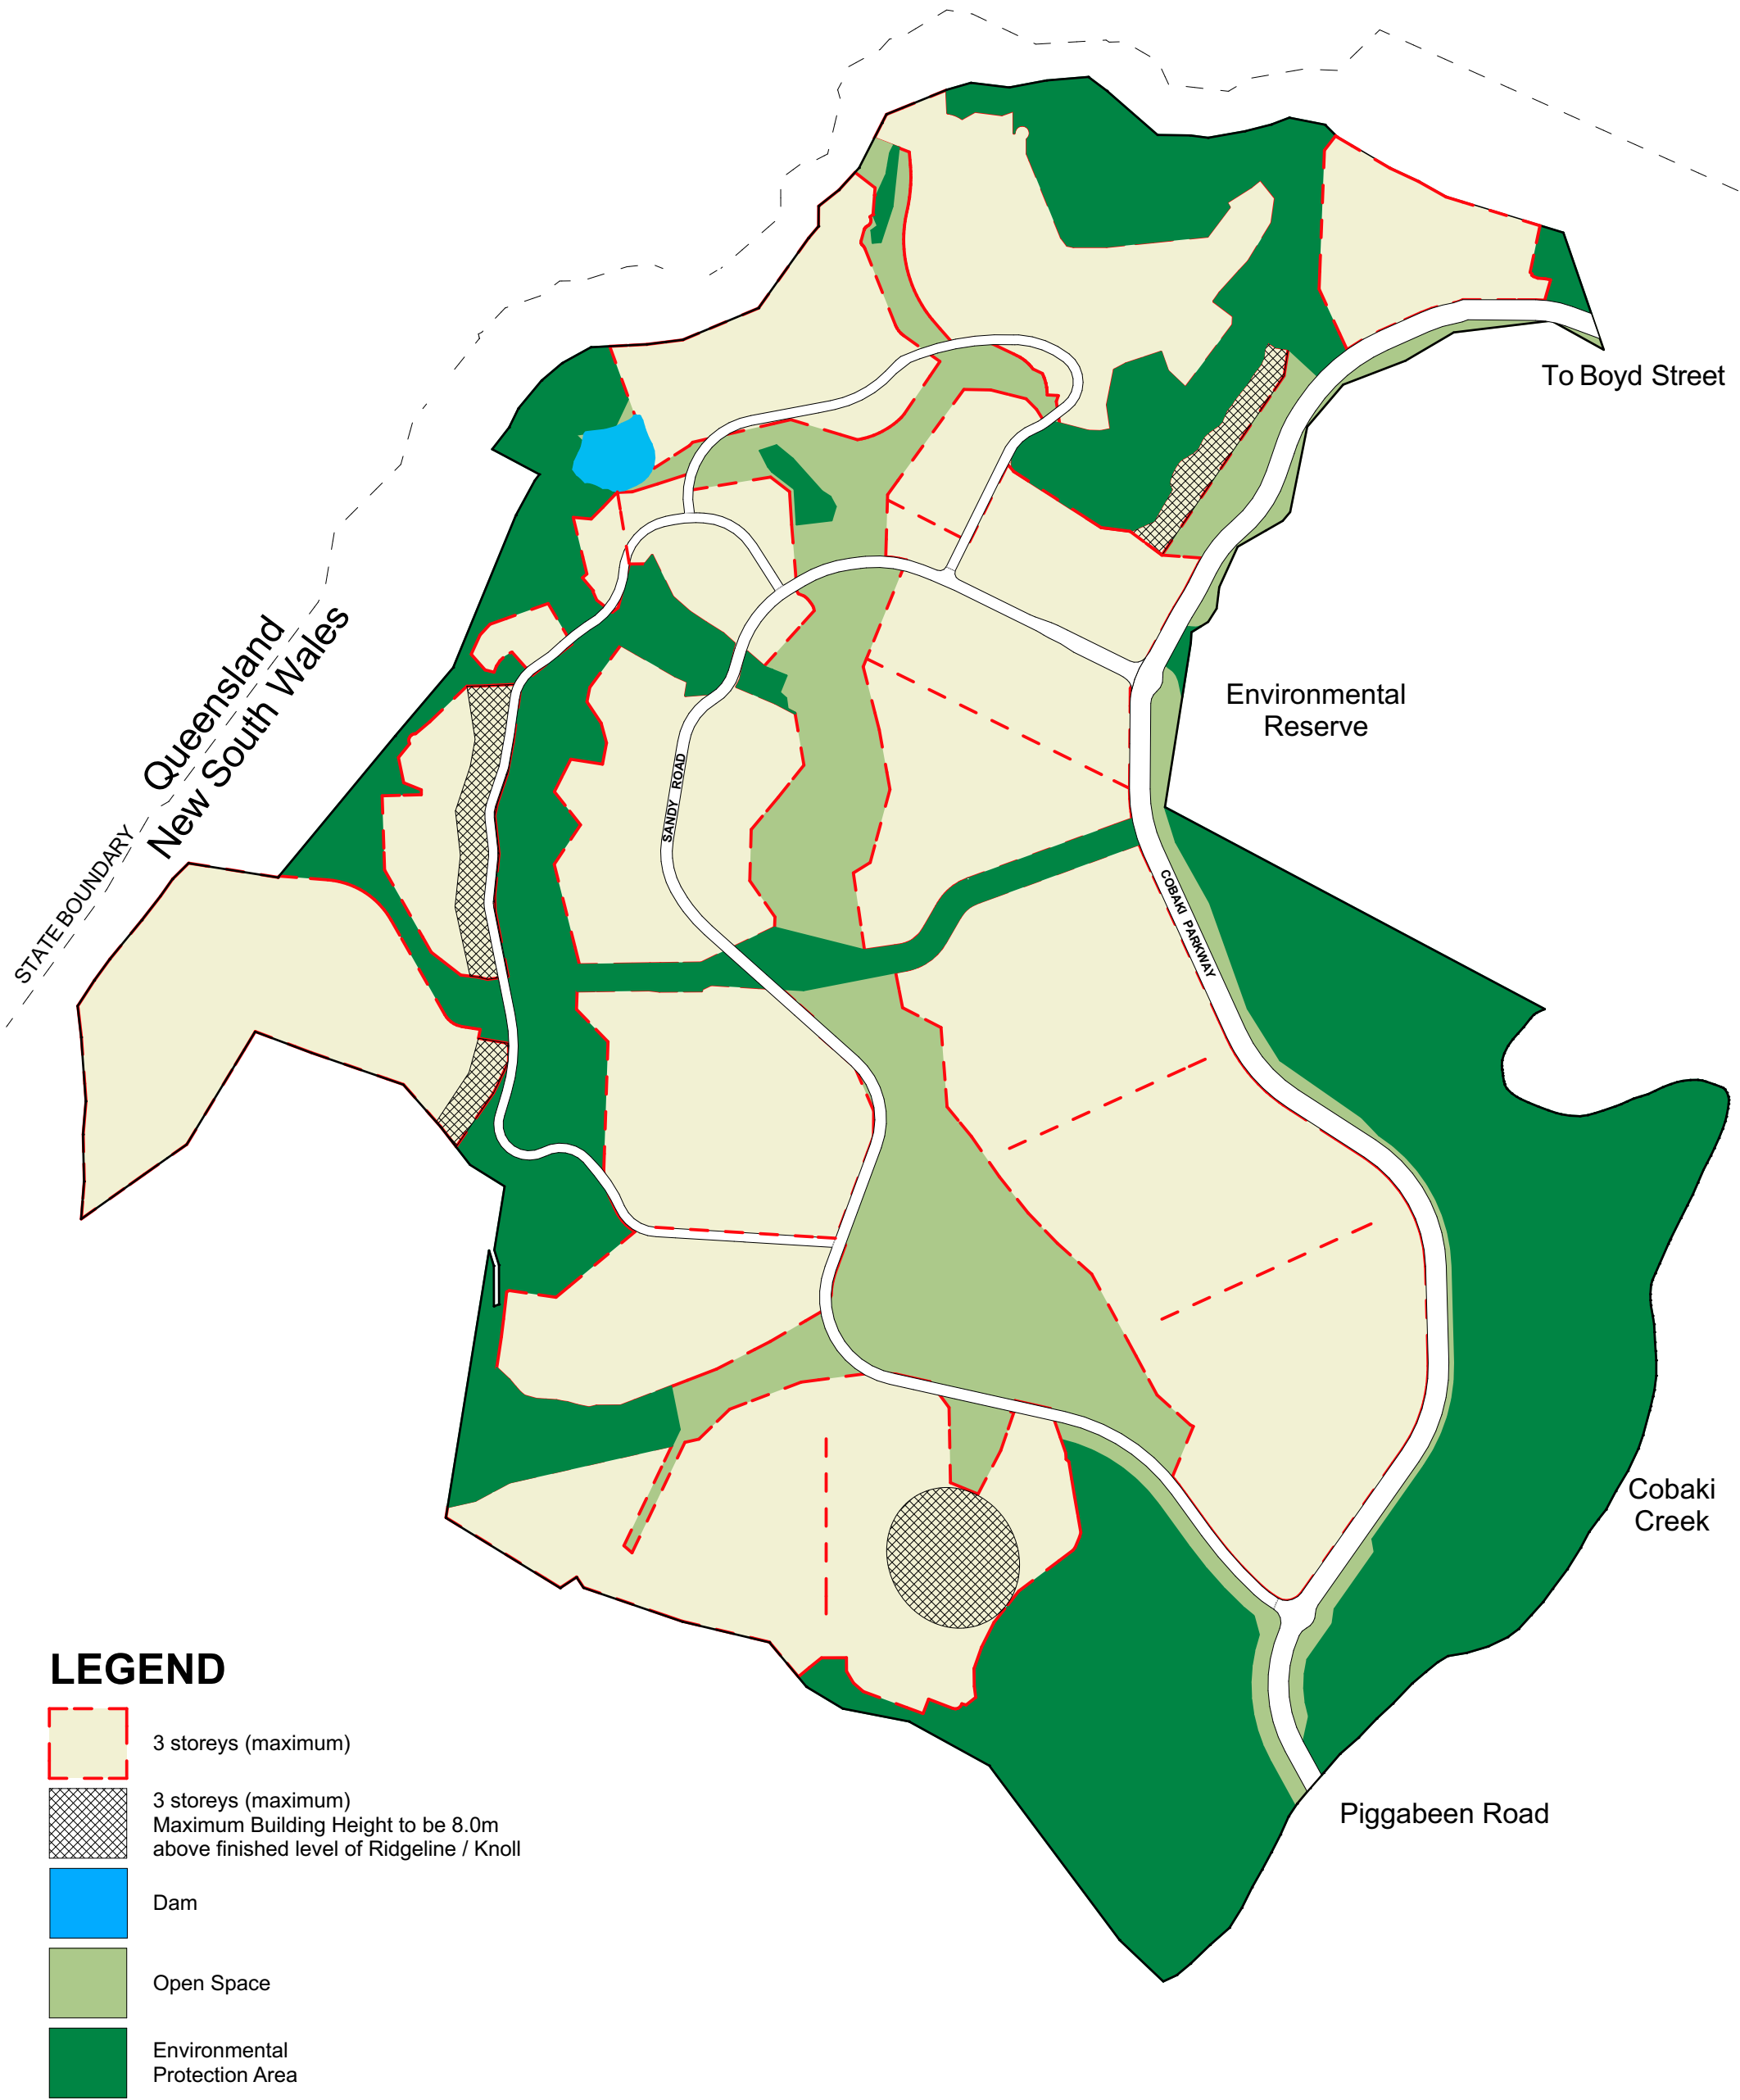 To Boyd Street
Queensland
New South Wales
STATE BOUNDARY
Environmental
Reserve
SANDY ROAD
COBAKI PARKWAY
Cobaki
Creek
Piggabeen Road
LEGEND
3 storeys (maximum)
3 storeys (maximum)
Maximum Building Height to be 8.0m
above finished level of Ridgeline / Knoll
Dam
Open Space
Environmental
Protection Area